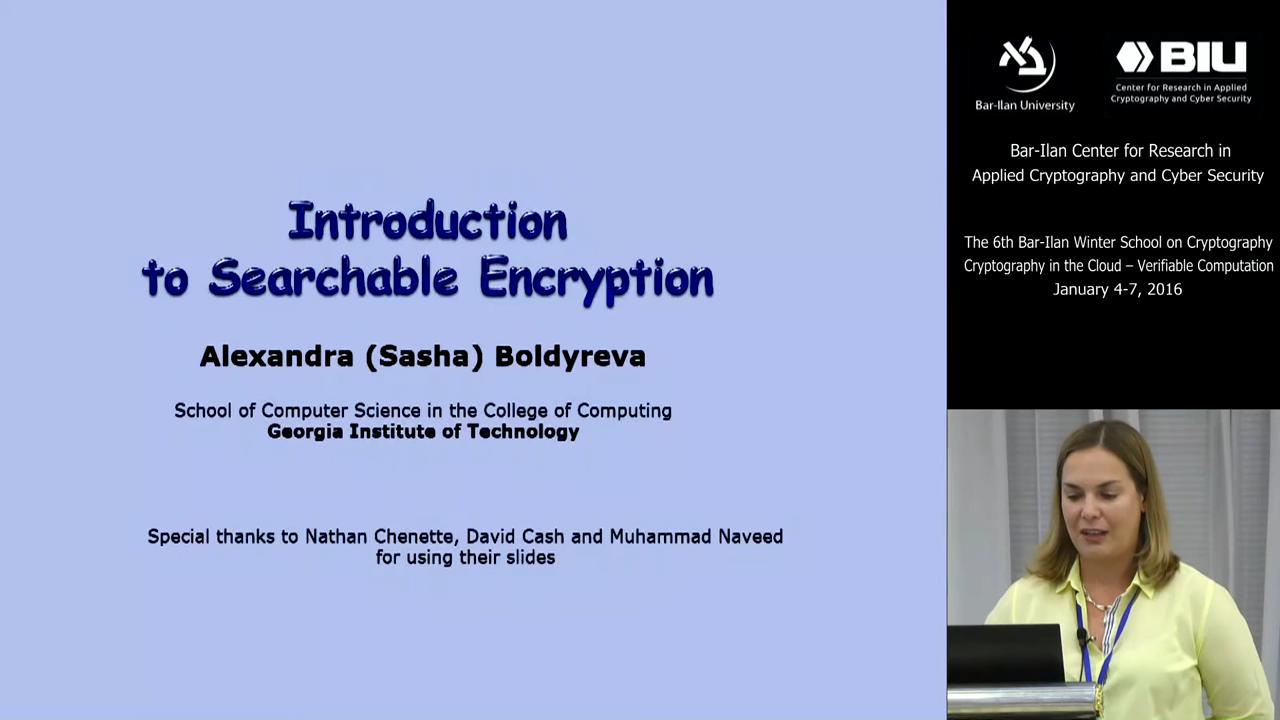 Introduction
to Searchable Encryption
Alexandra (Sasha) Boldyreva
School of Computer Science in the College of Computing
Georgia Institute of Technology
Special thanks to Nathan Chenette, David Cash and Muhammad Naveed
for using their slides
Bar-Ilan University
BIU
Center for Research in Applied
Cryptography and Cyber Security
Bar-Ilan Center for Research in
Applied Cryptography and Cyber Security
The 6th Bar-Ilan Winter School on Cryptography
Cryptography in the Cloud – Verifiable Computation
January 4-7, 2016